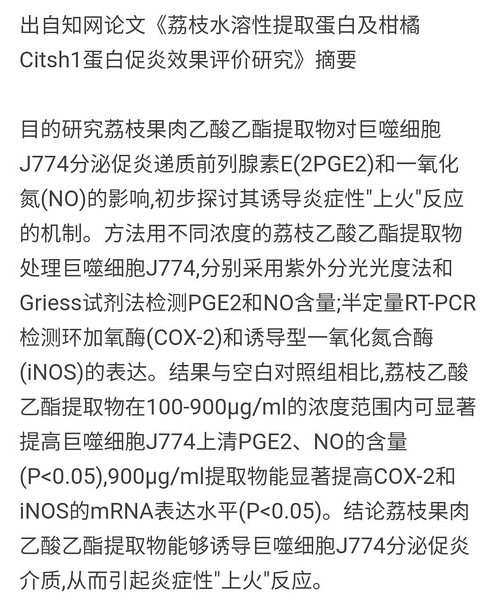 出自知网论文《荔枝水溶性提取蛋白及柑橘
Citsh1蛋白促炎效果评价研究》摘要
目的研究荔枝果肉乙酸乙酯提取物对巨噬细胞
J774分泌促炎递质前列腺素E(2PGE2)和一氧化
氮(NO)的影响,初步探讨其诱导炎症性"上火"反应
的机制。方法用不同浓度的荔枝乙酸乙酯提取物
处理巨噬细胞J774,分别采用紫外分光光度法和
Griess试剂法检测PGE2和NO含量;半定量RT-PCR
检测环加氧酶(COX-2)和诱导型一氧化氮合酶
(iNOS)的表达。结果与空白对照组相比,荔枝乙酸
乙酯提取物在100-900μg/ml的浓度范围内可显著
提高巨噬细胞J774上清PGE2、NO的含量
(P<0.05),900μg/ml提取物能显著提高COX-2和
iNOS的mRNA表达水平(P<0.05)。结论荔枝果肉
乙酸乙酯提取物能够诱导巨噬细胞J774分泌促炎
介质,从而引起炎症性"上火"反应。